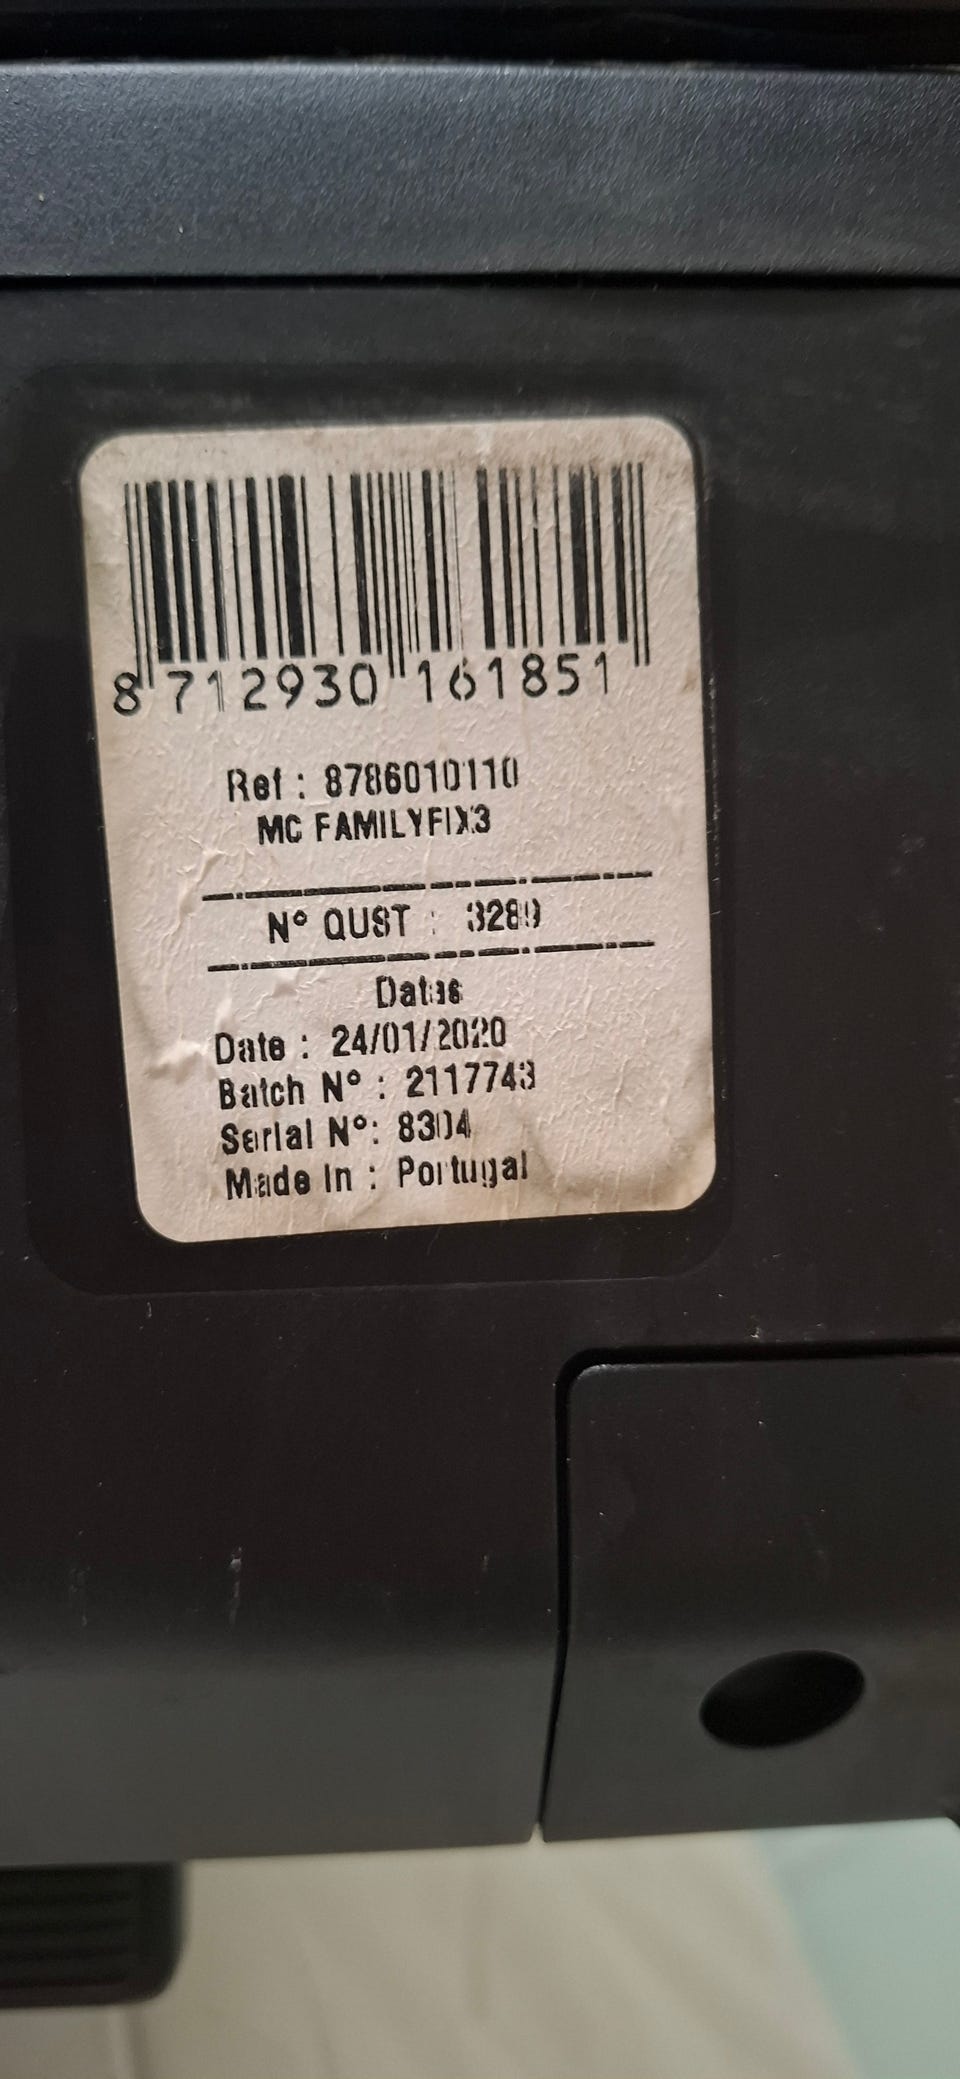 8 712930 161851
Ref : 8786010110
MC FAMILYFIX3
N° QUST : 3289
Datas
Date : 24/01/2020
Batch N° : 2117743
Serial N°: 8304
Made In : Portugal